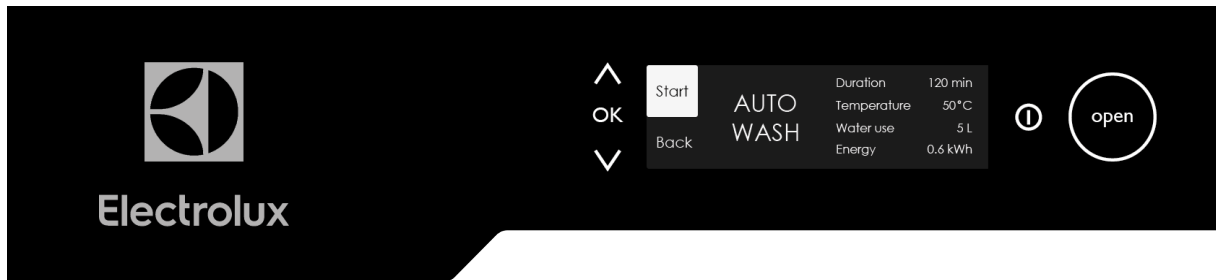 Electrolux
OK
Start
Back
AUTO
WASH
Duration 120 min
Temperature 50°C
Water use 5 L
Energy 0.6 kWh
open